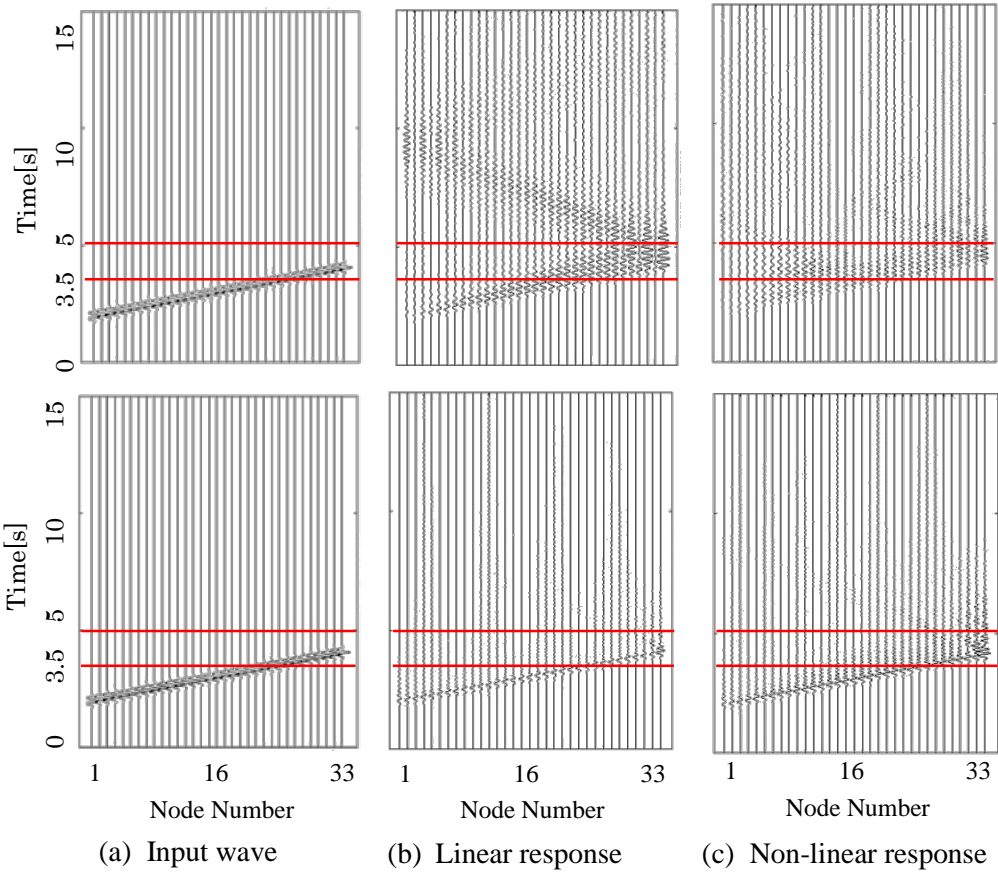 15
10
5
3.5
0
Time[s]
15
10
5
3.5
0
Time[s]
1 16 33
Node Number
1 16 33
Node Number
1 16 33
Node Number
(a) Input wave
(b) Linear response
(c) Non-linear response